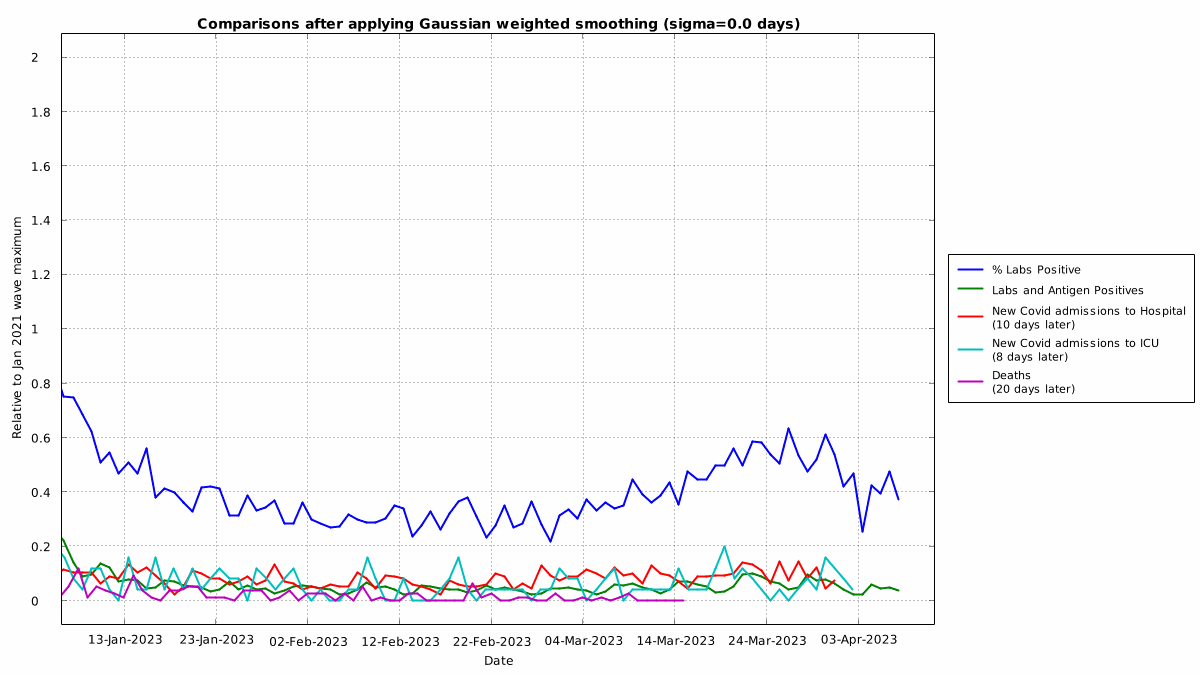 Comparisons after applying Gaussian weighted smoothing (sigma=0.0 days)
Relative to Jan 2021 wave maximum
2
1.8
1.6
1.4
1.2
1
0.8
0.6
0.4
0.2
0
13-Jan-2023 23-Jan-2023 02-Feb-2023 12-Feb-2023 22-Feb-2023 04-Mar-2023 14-Mar-2023 24-Mar-2023 03-Apr-2023
Date
% Labs Positive
Labs and Antigen Positives
New Covid admissions to Hospital
(10 days later)
New Covid admissions to ICU
(8 days later)
Deaths
(20 days later)